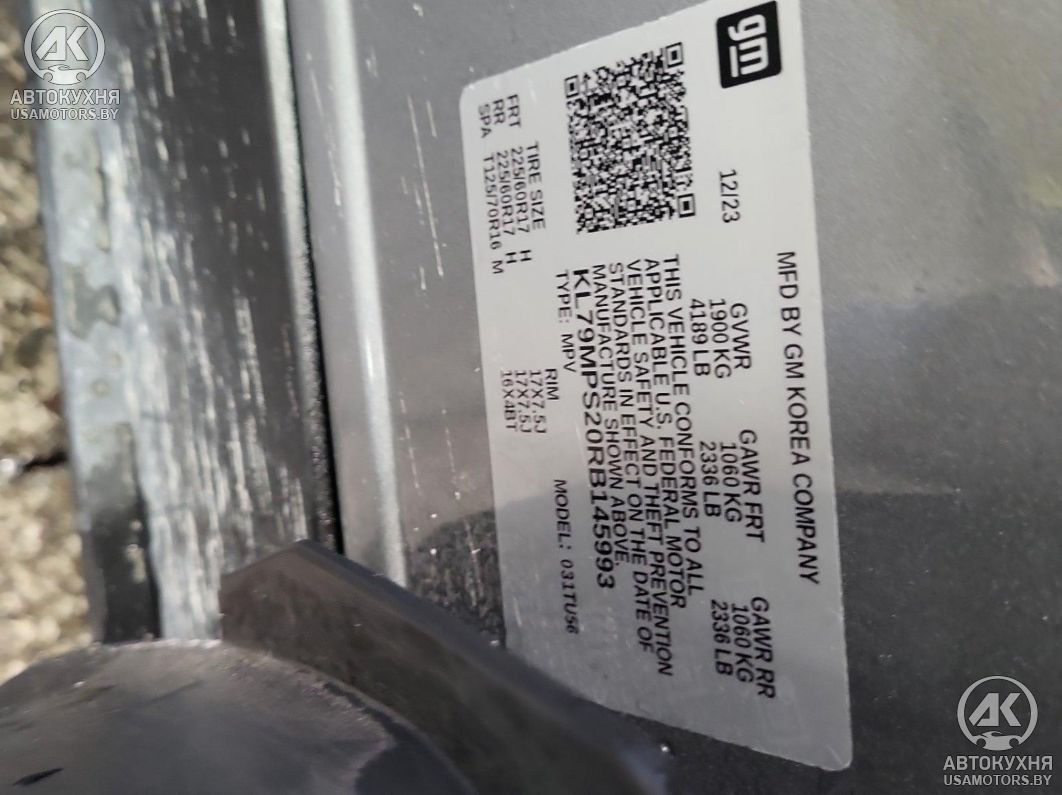 AK
АВТОКУХНЯ
USAMOTORS.BY
gm
MFD BY GM KOREA COMPANY
12/23
GVWR GAWR FRT GAWR RR
1900 KG 1060 KG 1060 KG
4189 LB 2336 LB 2336 LB
THIS VEHICLE CONFORMS TO ALL
APPLICABLE U.S. FEDERAL MOTOR
VEHICLE SAFETY AND THEFT PREVENTION
STANDARDS IN EFFECT ON THE DATE OF
MANUFACTURE SHOWN ABOVE.
KL79MPS20RB145993
TYPE: MPV MODEL: 031TU56
TIRE SIZE RIM
FRT 225/60R17 H 17X7.5J
RR 225/60R17 H 17X7.5J
SPA T125/70R16 M 16X4BT
AK
АВТОКУХНЯ
USAMOTORS.BY